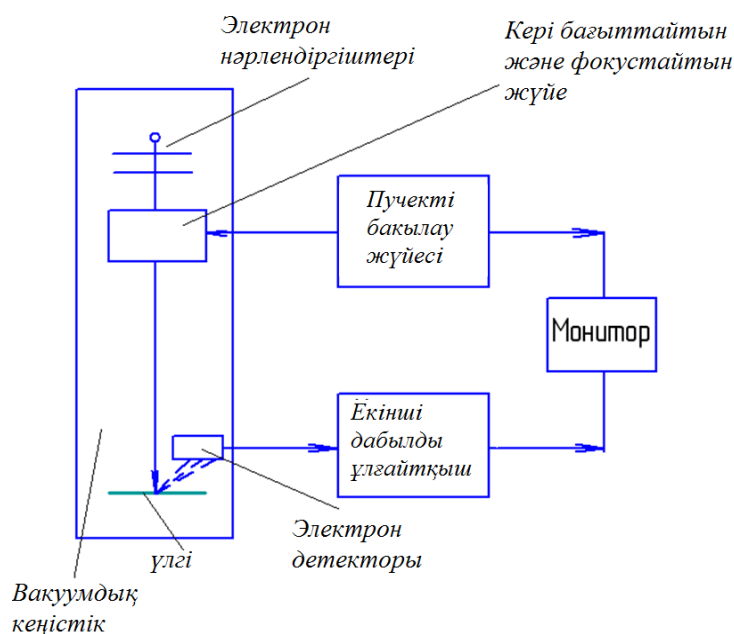 Электрон
нәрлендіргіштері
Кері бағыттайтын
және фокустайтын
жүйе
Пучекті
бақылау
жүйесі
Монитор
Екінші
дабылды
ұлғайтқыш
Электрон
детекторы
үлгі
Вакуумдық
кеңістік